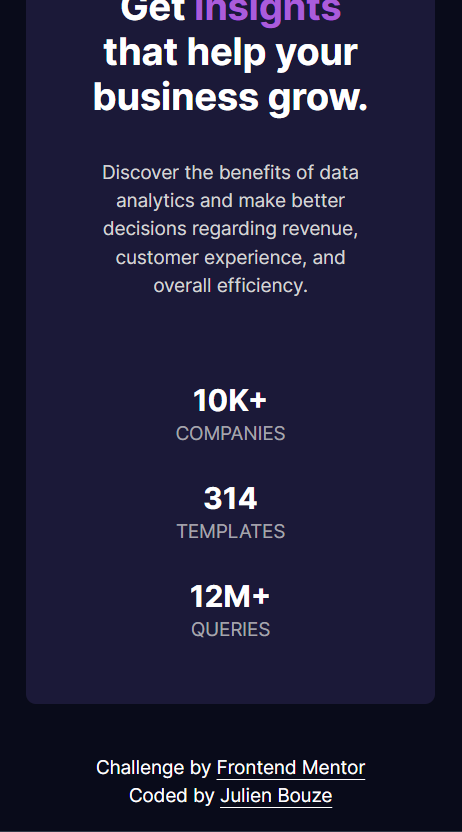 Get insights
that help your
business grow.
Discover the benefits of data
analytics and make better
decisions regarding revenue,
customer experience, and
overall efficiency.
10K+
COMPANIES
314
TEMPLATES
12M+
QUERIES
Challenge by Frontend Mentor
Coded by Julien Bouze